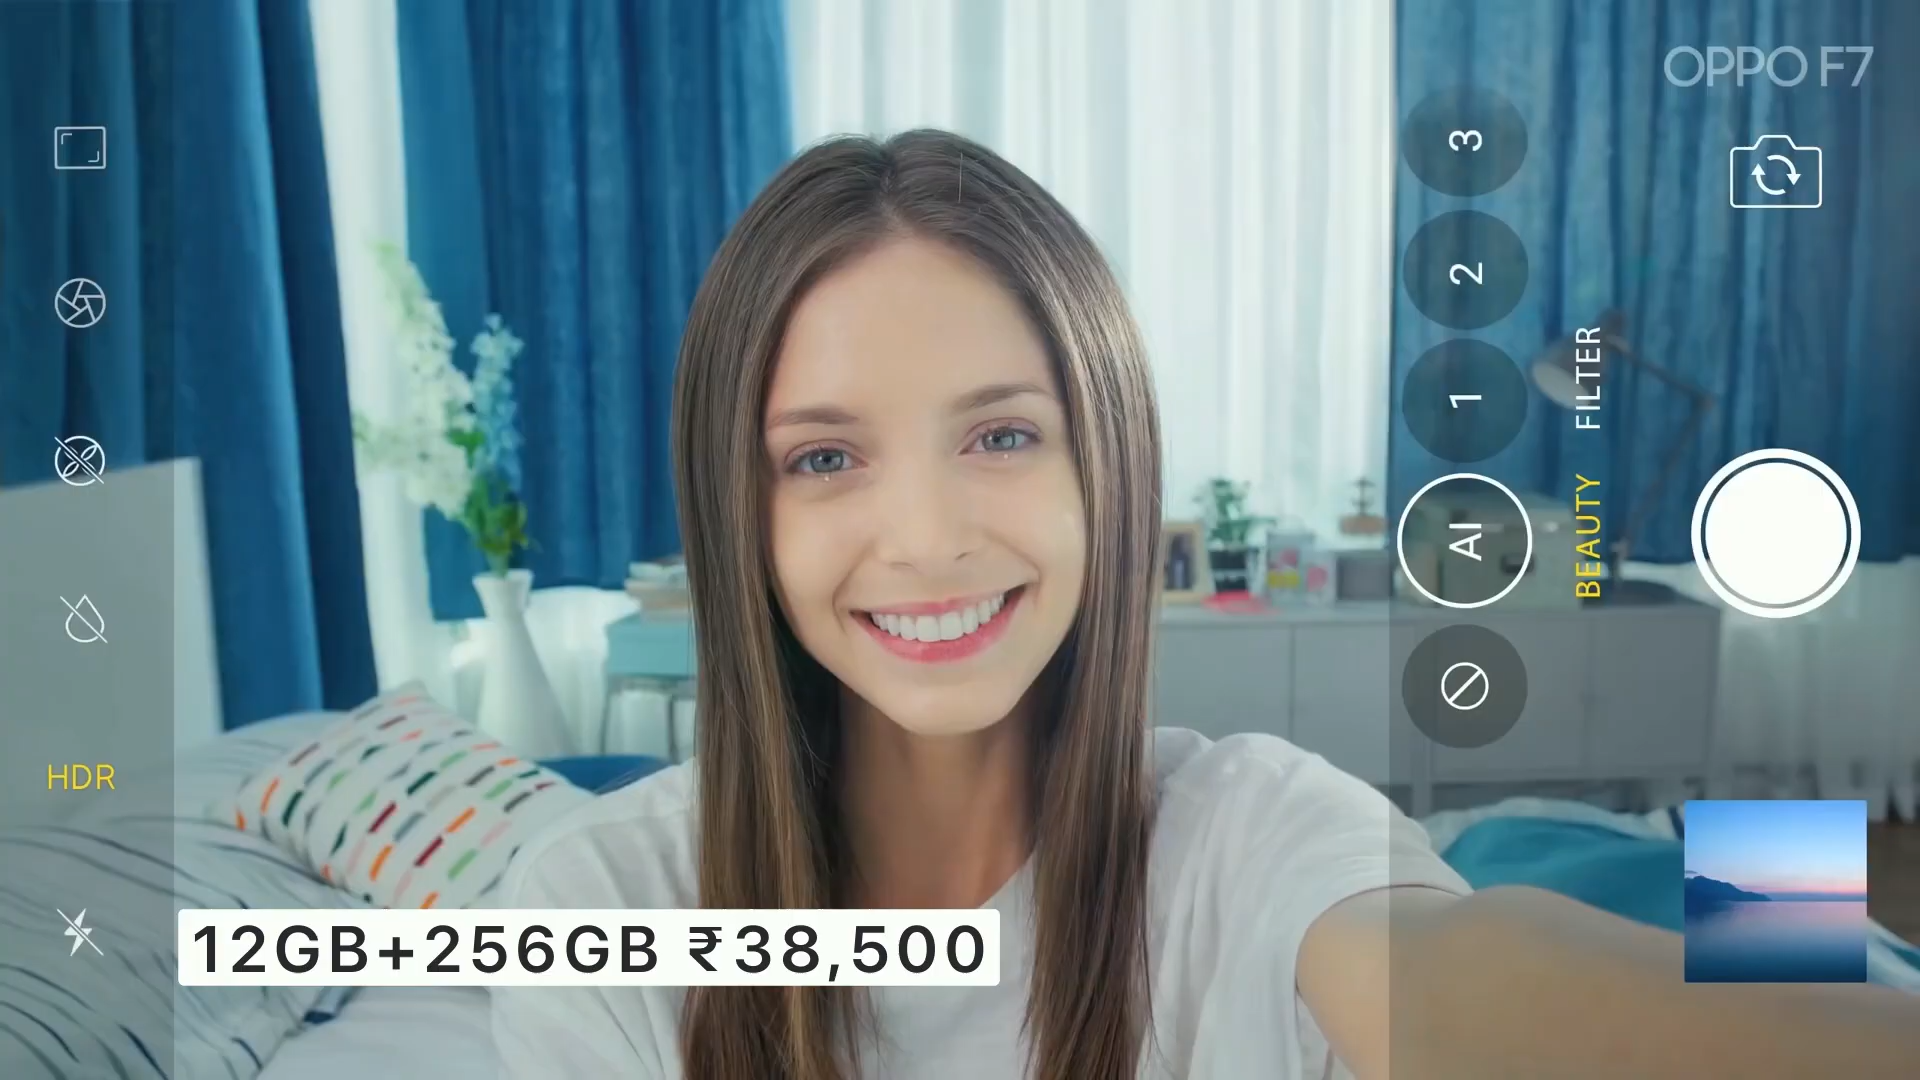 OPPO F7
3
2
1
AI
FILTER
BEAUTY
HDR
12GB+256GB ₹38,500